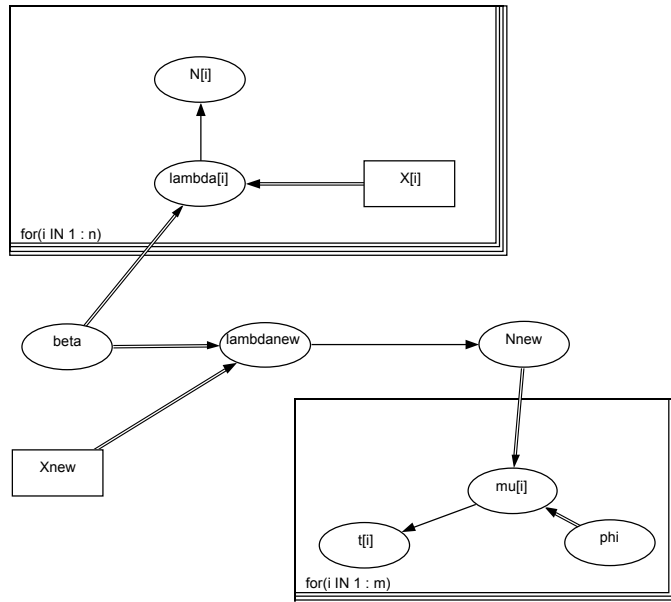 N[i]
lambda[i]
X[i]
for(i IN 1 : n)
beta
lambdanew
Nnew
Xnew
mu[i]
t[i]
phi
for(i IN 1 : m)